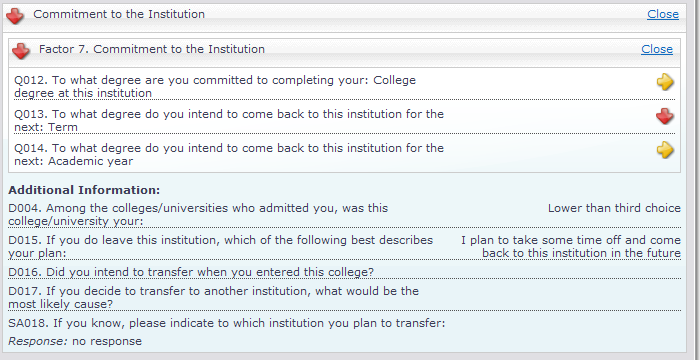 Commitment to the Institution Close
Factor 7. Commitment to the Institution Close
Q012. To what degree are you committed to completing your: College
degree at this institution
Q013. To what degree do you intend to come back to this institution for the
next: Term
Q014. To what degree do you intend to come back to this institution for the
next: Academic year
Additional Information:
D004. Among the colleges/universities who admitted you, was this Lower than third choice
college/university your:
D015. If you do leave this institution, which of the following best describes I plan to take some time off and come
your plan: back to this institution in the future
D016. Did you intend to transfer when you entered this college?
D017. If you decide to transfer to another institution, what would be the
most likely cause?
SA018. If you know, please indicate to which institution you plan to transfer:
Response: no response